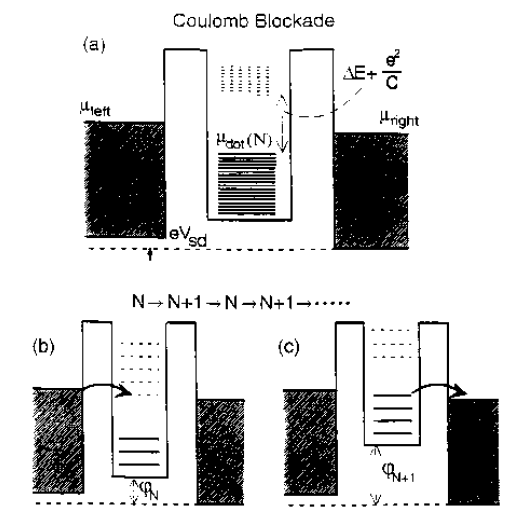 Coulomb Blockade
(a)
ΔE+ e²/C
μleft
μright
μdot(N)
eVsd
N→N+1→N→N+1→·····
(b)
(c)
φN
φN+1